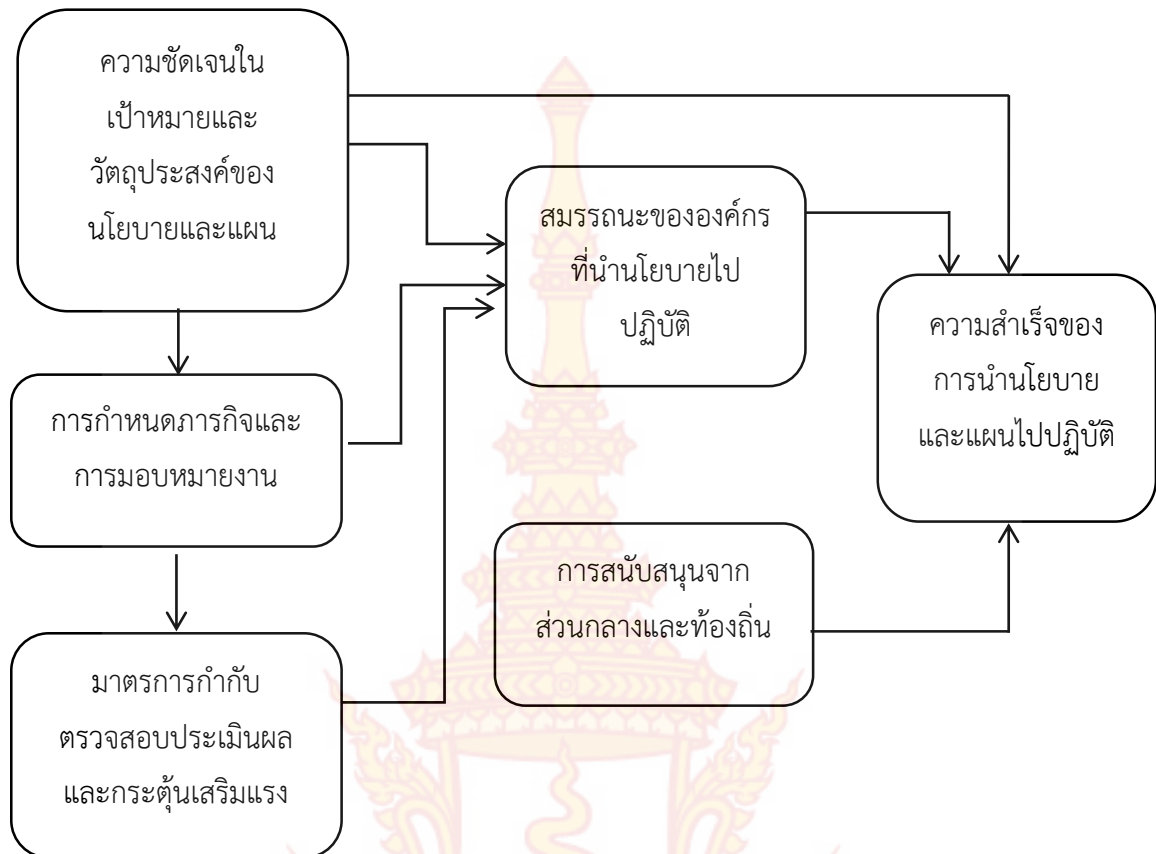 ความชัดเจนใน
เป้าหมายและ
วัตถุประสงค์ของ
นโยบายและแผน
สมรรถนะขององค์กร
ที่นำนโยบายไป
ปฏิบัติ
ความสำเร็จของ
การนำนโยบาย
และแผนไปปฏิบัติ
การกำหนดภารกิจและ
การมอบหมายงาน
การสนับสนุนจาก
ส่วนกลางและท้องถิ่น
มาตรการกำกับ
ตรวจสอบประเมินผล
และกระตุ้นเสริมแรง